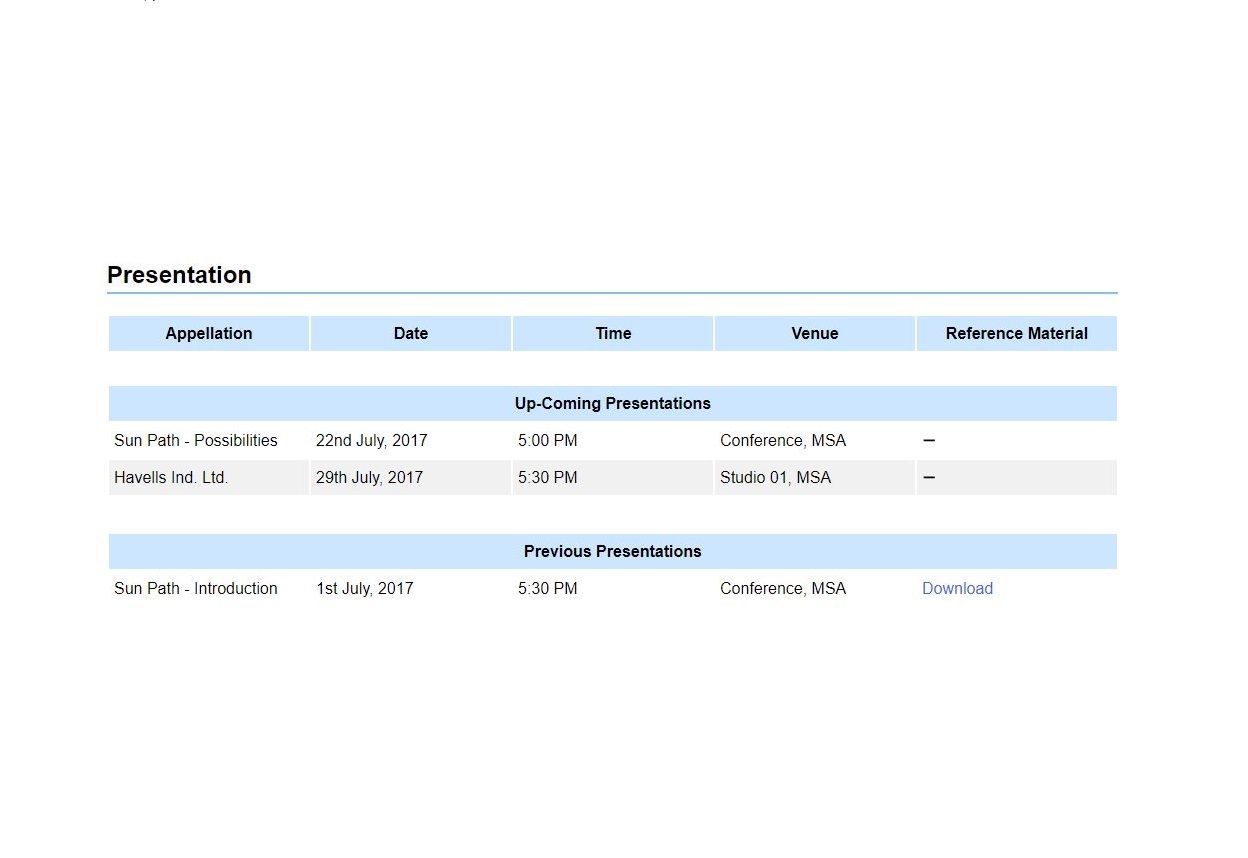 Presentation
Appellation Date Time Venue Reference Material
Up-Coming Presentations
Sun Path - Possibilities 22nd July, 2017 5:00 PM Conference, MSA –
Havells Ind. Ltd. 29th July, 2017 5:30 PM Studio 01, MSA –
Previous Presentations
Sun Path - Introduction 1st July, 2017 5:30 PM Conference, MSA Download